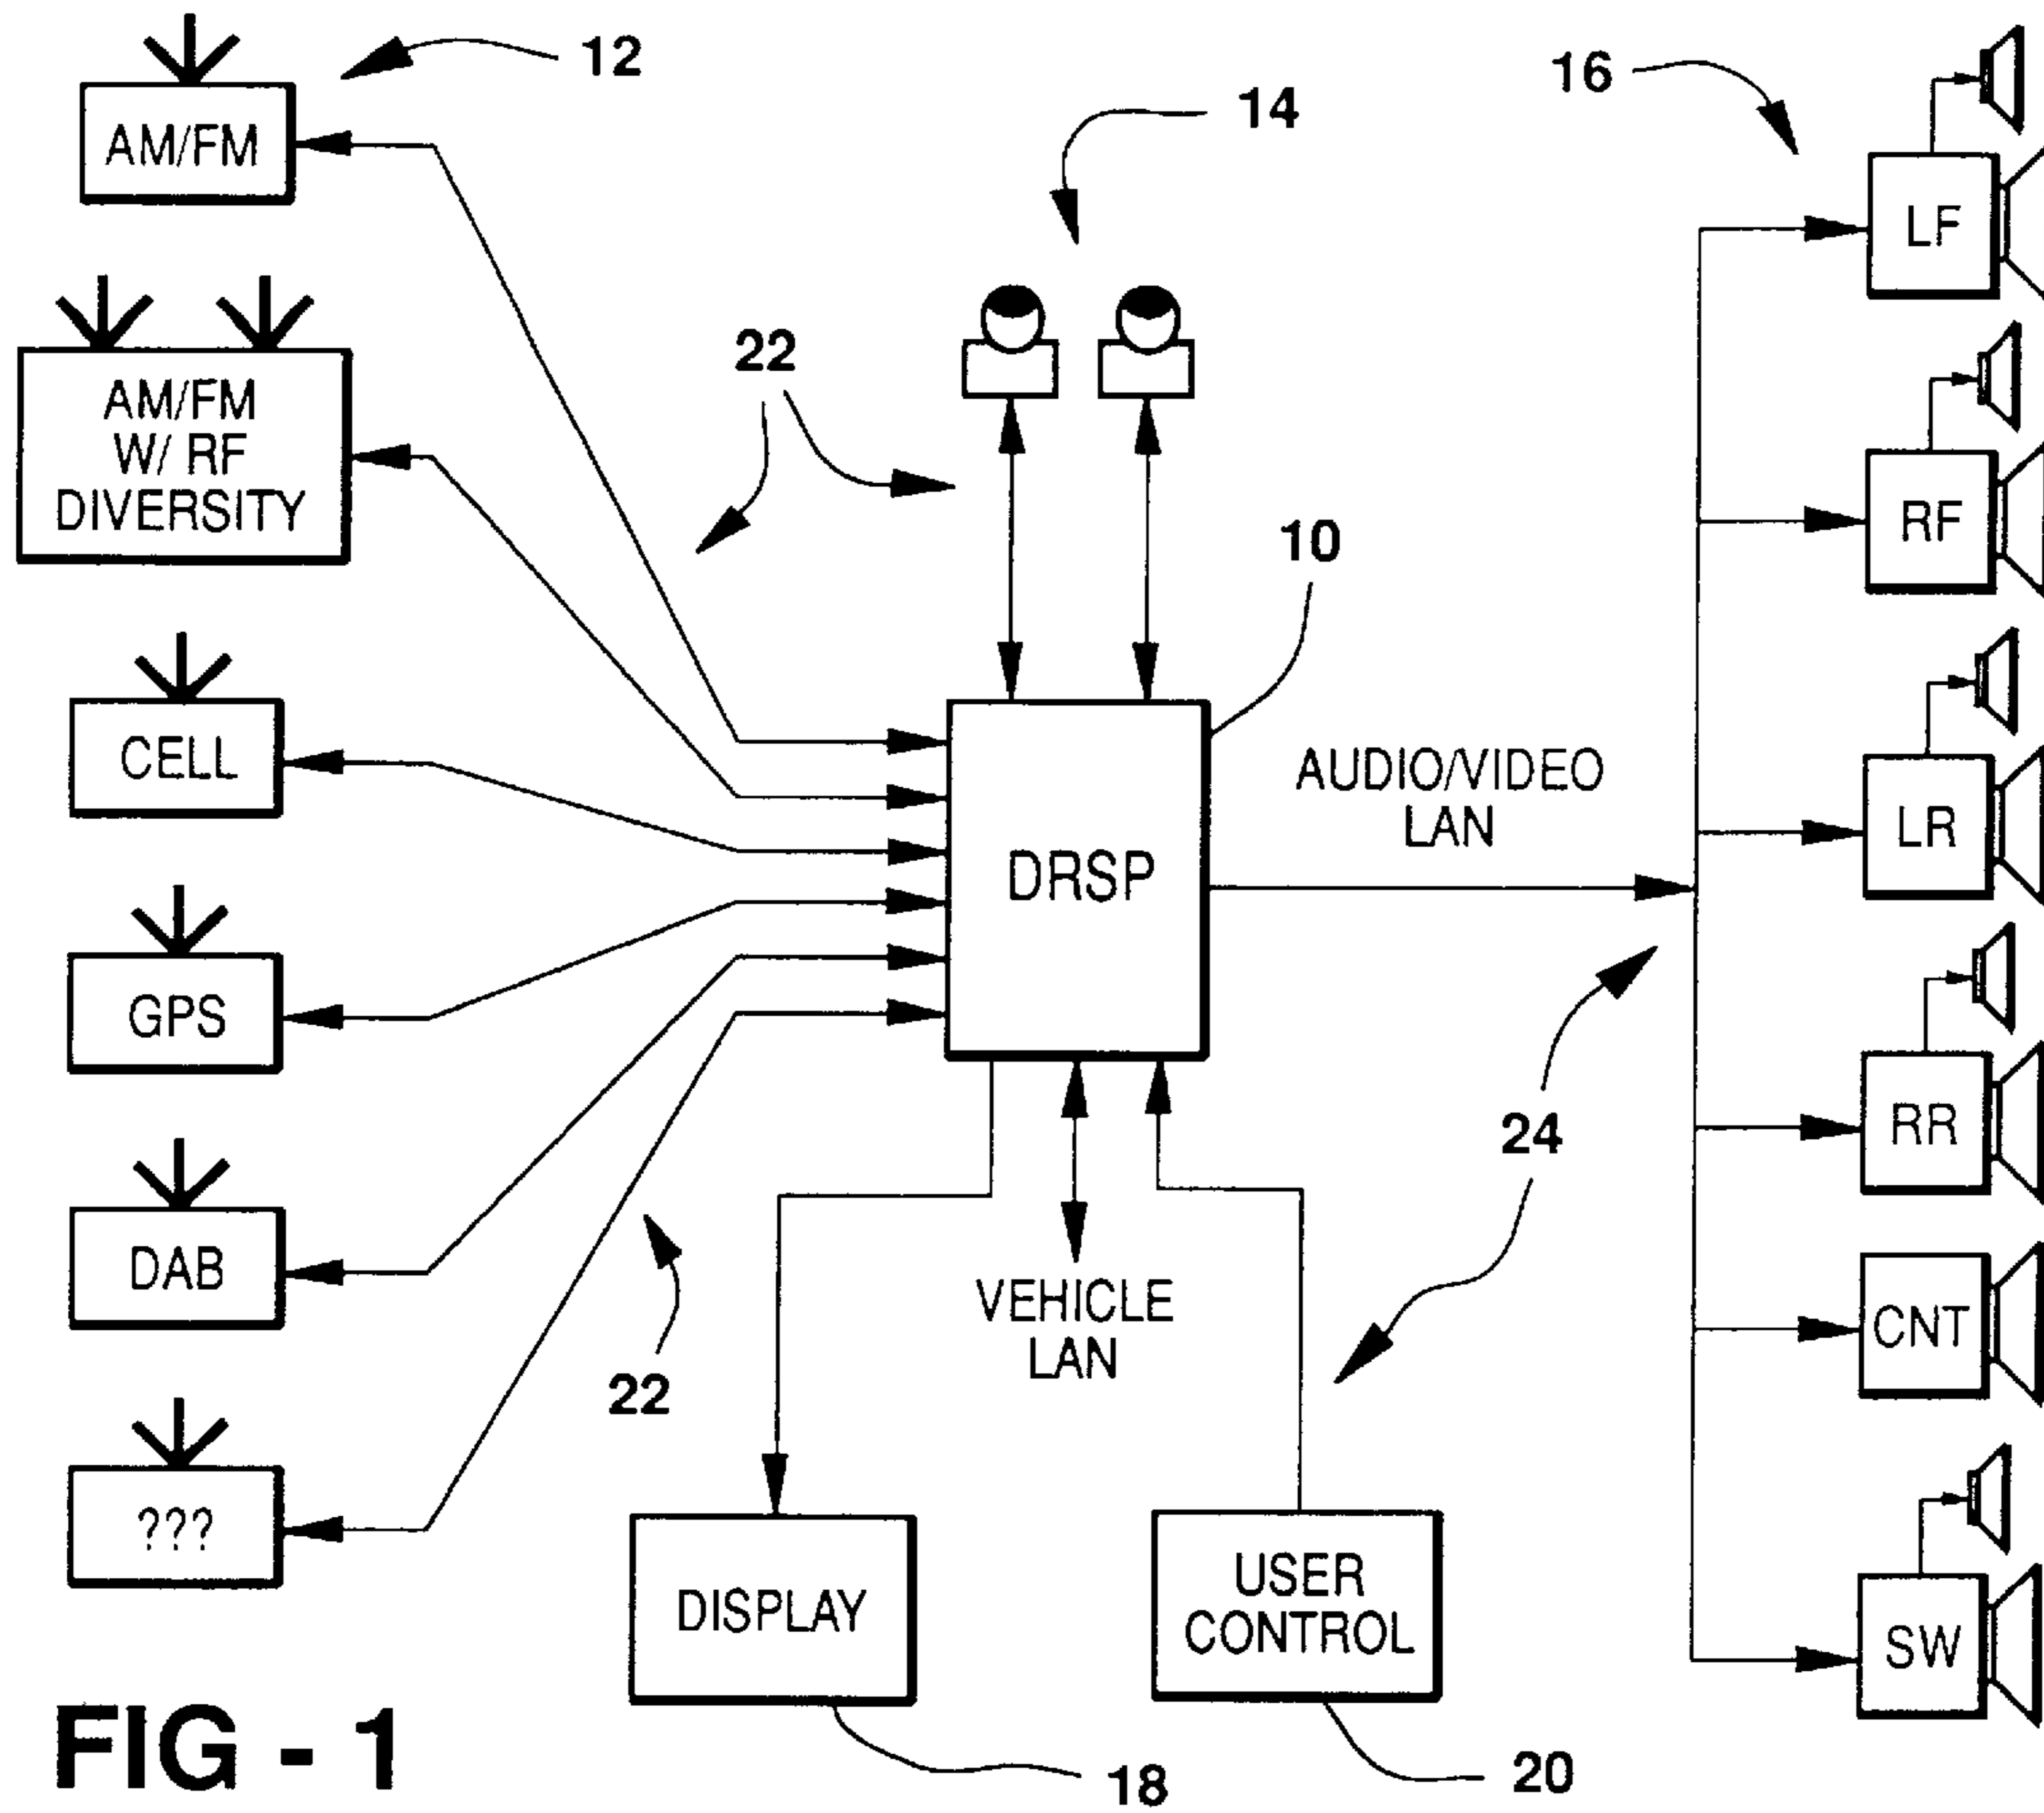 12
16
14
AM/FM
LF
22
AM/FM
W/ RF
DIVERSITY
RF
10
CELL
AUDIO/VIDEO
LAN
LR
DRSP
GPS
24
RR
DAB
VEHICLE
LAN
CNT
22
???
DISPLAY
USER
CONTROL
SW
FIG - 1
18
20